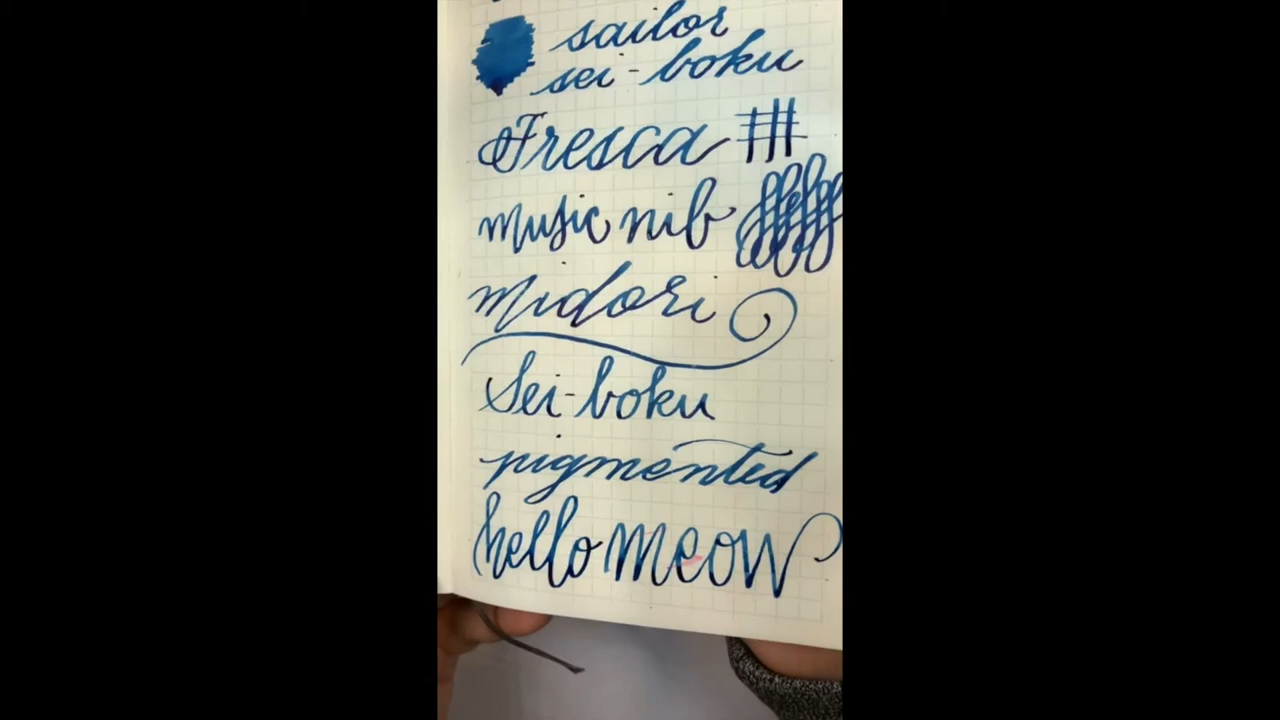 sailor
sei-boku
Fresca
music nib
midori
Sei-boku
pigmented
hello meow